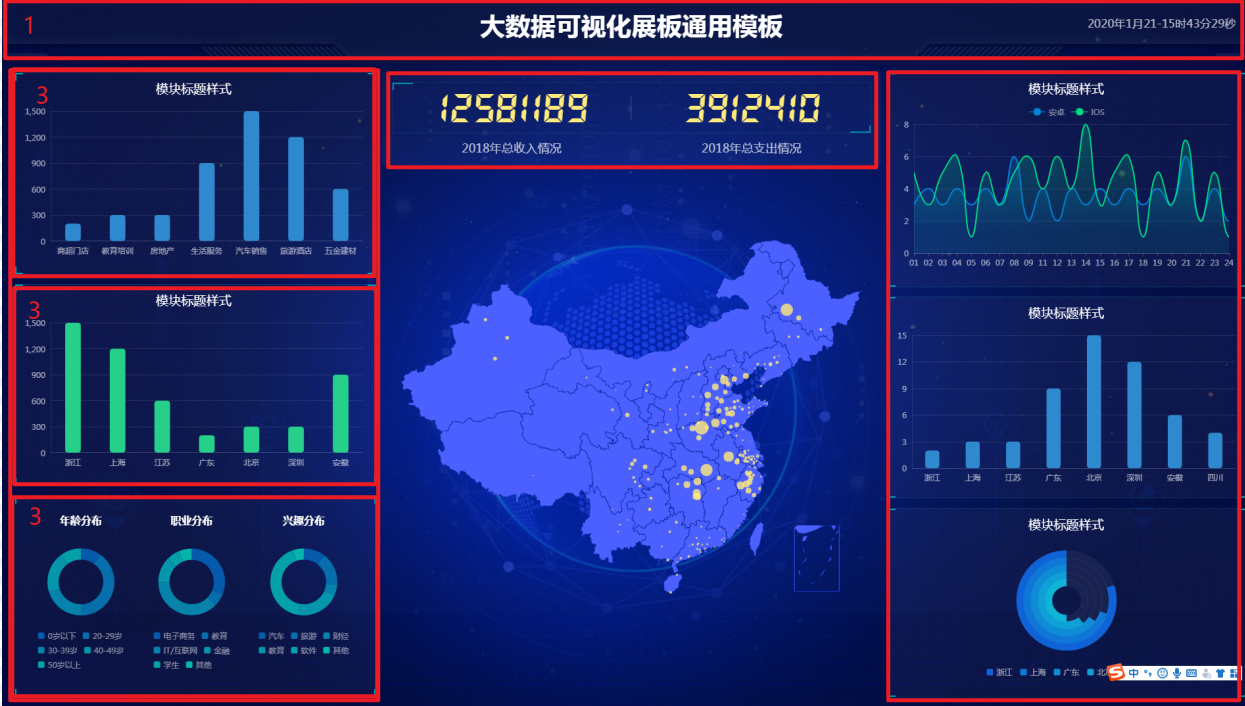 1
大数据可视化展板通用模板
2020年1月21-15时43分29秒
3
模块标题样式
1,500
1,200
900
600
300
0
商超门店 教育培训 房地产 生活服务 汽车销售 旅游酒店 五金建材
3
模块标题样式
1,500
1,200
900
600
300
0
浙江 上海 江苏 广东 北京 深圳 安徽
3
年龄分布 职业分布 兴趣分布
0岁以下 20-29岁
30-39岁 40-49岁
50岁以上
电子商务 教育
IT/互联网 金融
学生 其他
汽车 旅游 财经
教育 软件 其他
12581189 3912410
2018年总收入情况 2018年总支出情况
模块标题样式
安卓 IOS
8
6
4
2
0
01 02 03 04 05 06 07 08 09 11 12 13 14 15 16 17 18 19 20 21 22 23 24
模块标题样式
15
12
9
6
3
0
浙江 上海 江苏 广东 北京 深圳 安徽 四川
模块标题样式
浙江 上海 广东 北
S 中